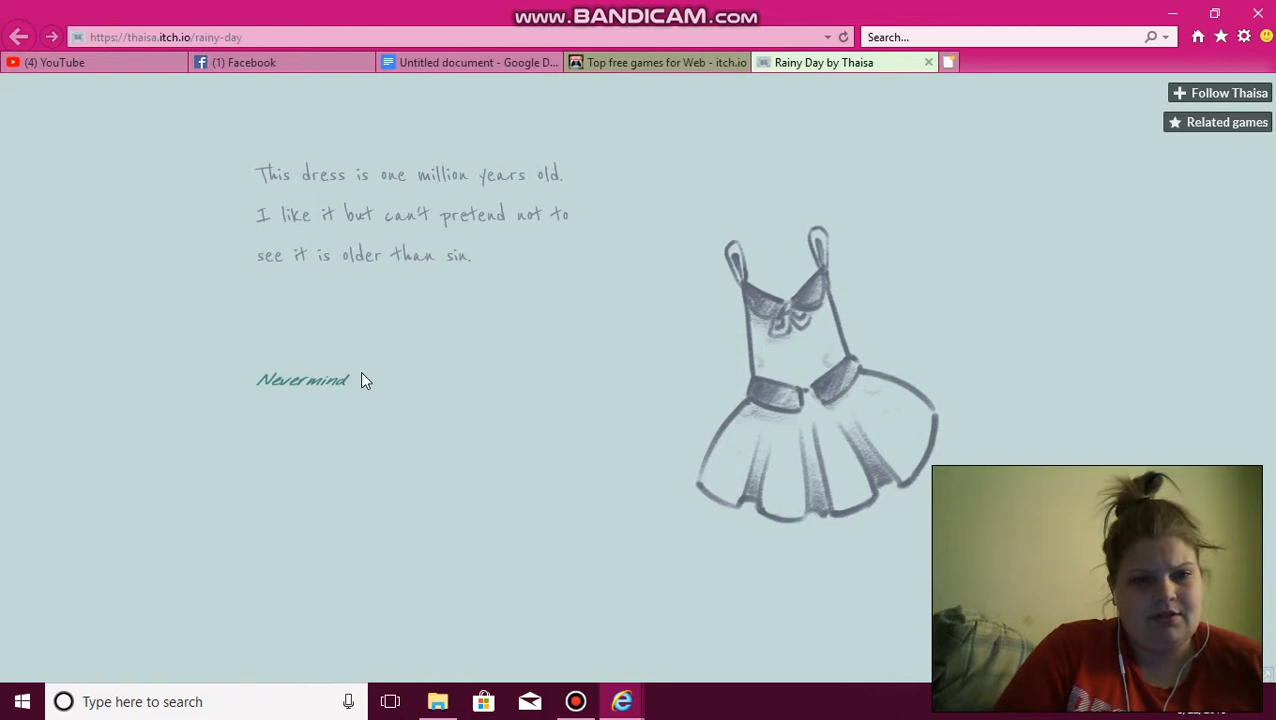 www.BANDICAM.com
https://thaisa.itch.io/rainy-day
Search...
(4) YouTube
(1) Facebook
Untitled document - Google D...
Top free games for Web - itch.io
Rainy Day by Thaisa
Follow Thaisa
Related games
This dress is one million years old.
I like it but can't pretend not to
see it is older than sin.
Nevermind
Type here to search